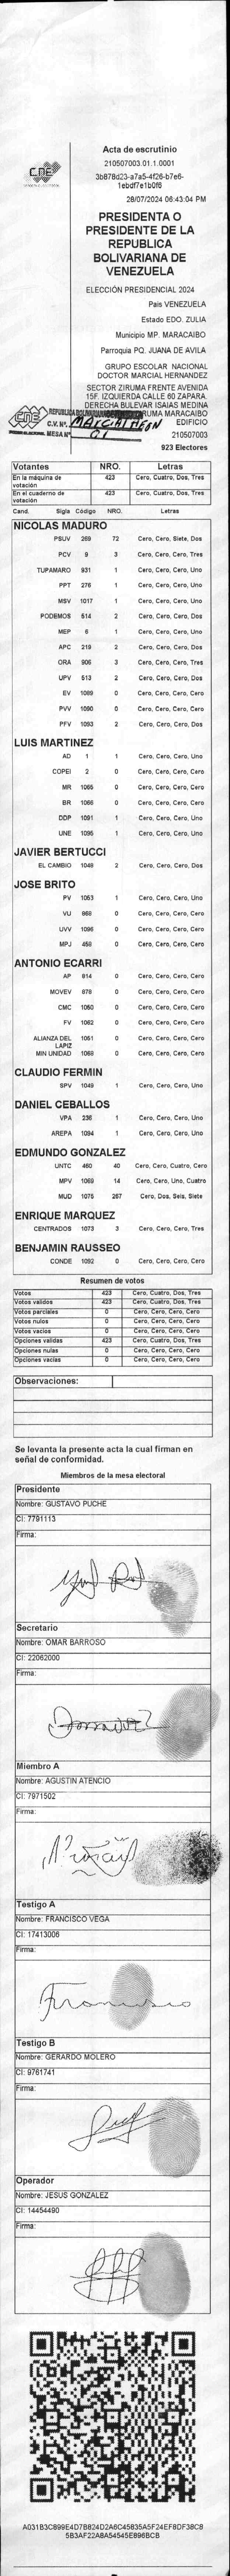 Acta de escrutinio
210507003.01.1.0001
3b878d23-a7a5-4f26-b7e6-
1ebdf7e1b0f6
28/07/2024 06:43:04 PM
CNE
PRESIDENTA O
PRESIDENTE DE LA
REPUBLICA
BOLIVARIANA DE
VENEZUELA
ELECCIÓN PRESIDENCIAL 2024
Pais VENEZUELA
Estado EDO. ZULIA
Municipio MP. MARACAIBO
Parroquia PQ. JUANA DE AVILA
GRUPO ESCOLAR NACIONAL
DOCTOR MARCIAL HERNANDEZ
SECTOR ZIRUMA FRENTE AVENIDA
15F. IZQUIERDA CALLE 60 ZAPARA.
DERECHA BULEVAR ISAIAS MEDINA
CNE
C.V. Nº.
MESA Nº 01
EDIFICIO
210507003
923 Electores
Votantes NRO. Letras
En la máquina de votación 423 Cero, Cuatro, Dos, Tres
En el cuaderno de votación 423 Cero, Cuatro, Dos, Tres
Cand. Sigla Código NRO. Letras
NICOLAS MADURO
PSUV 269 72 Cero, Cero, Siete, Dos
PCV 9 3 Cero, Cero, Cero, Tres
TUPAMARO 931 1 Cero, Cero, Cero, Uno
PPT 276 1 Cero, Cero, Cero, Uno
MSV 1017 1 Cero, Cero, Cero, Uno
PODEMOS 514 2 Cero, Cero, Cero, Dos
MEP 6 1 Cero, Cero, Cero, Uno
APC 219 2 Cero, Cero, Cero, Dos
ORA 906 3 Cero, Cero, Cero, Tres
UPV 513 2 Cero, Cero, Cero, Dos
EV 1089 0 Cero, Cero, Cero, Cero
PVV 1090 0 Cero, Cero, Cero, Cero
PFV 1093 2 Cero, Cero, Cero, Dos
LUIS MARTINEZ
AD 1 1 Cero, Cero, Cero, Uno
COPEI 2 0 Cero, Cero, Cero, Cero
MR 1065 0 Cero, Cero, Cero, Cero
BR 1066 0 Cero, Cero, Cero, Cero
DDP 1091 1 Cero, Cero, Cero, Uno
UNE 1095 1 Cero, Cero, Cero, Uno
JAVIER BERTUCCI
EL CAMBIO 1048 2 Cero, Cero, Cero, Dos
JOSE BRITO
PV 1053 1 Cero, Cero, Cero, Uno
VU 868 0 Cero, Cero, Cero, Cero
UVV 1096 0 Cero, Cero, Cero, Cero
MPJ 458 0 Cero, Cero, Cero, Cero
ANTONIO ECARRI
AP 814 0 Cero, Cero, Cero, Cero
MOVEV 878 0 Cero, Cero, Cero, Cero
CMC 1050 0 Cero, Cero, Cero, Cero
FV 1062 0 Cero, Cero, Cero, Cero
ALIANZA DEL LAPIZ 1051 0 Cero, Cero, Cero, Cero
MIN UNIDAD 1068 0 Cero, Cero, Cero, Cero
CLAUDIO FERMIN
SPV 1049 1 Cero, Cero, Cero, Uno
DANIEL CEBALLOS
VPA 236 1 Cero, Cero, Cero, Uno
AREPA 1094 1 Cero, Cero, Cero, Uno
EDMUNDO GONZALEZ
UNTC 460 40 Cero, Cero, Cuatro, Cero
MPV 1069 14 Cero, Cero, Uno, Cuatro
MUD 1075 267 Cero, Dos, Seis, Siete
ENRIQUE MARQUEZ
CENTRADOS 1073 3 Cero, Cero, Cero, Tres
BENJAMIN RAUSSEO
CONDE 1092 0 Cero, Cero, Cero, Cero
Resumen de votos
Votos 423 Cero, Cuatro, Dos, Tres
Votos validos 423 Cero, Cuatro, Dos, Tres
Votos parciales 0 Cero, Cero, Cero, Cero
Votos nulos 0 Cero, Cero, Cero, Cero
Votos vacios 0 Cero, Cero, Cero, Cero
Opciones validas 423 Cero, Cuatro, Dos, Tres
Opciones nulas 0 Cero, Cero, Cero, Cero
Opciones vacias 0 Cero, Cero, Cero, Cero
Observaciones:
Se levanta la presente acta la cual firman en
señal de conformidad.
Miembros de la mesa electoral
Presidente
Nombre: GUSTAVO PUCHE
CI: 7791113
Firma:
Secretario
Nombre: OMAR BARROSO
CI: 22062000
Firma:
Miembro A
Nombre: AGUSTIN ATENCIO
CI: 7971502
Firma:
Testigo A
Nombre: FRANCISCO VEGA
CI: 17413006
Firma:
Francisco
Testigo B
Nombre: GERARDO MOLERO
CI: 9761741
Firma:
Operador
Nombre: JESUS GONZALEZ
CI: 14454490
Firma:
A031B3C899E4D7B824D2A6C45835A5F24EF8DF38C8
5B3AF22A8A54545E896BCB